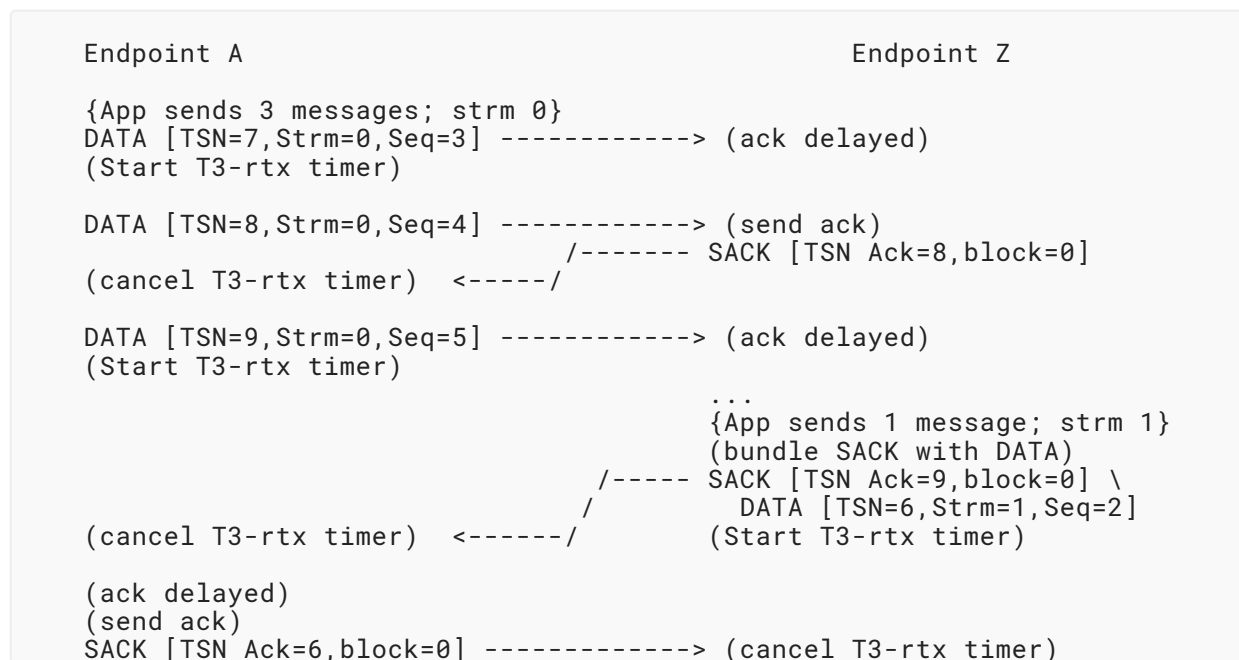 Endpoint A                                         Endpoint Z

{App sends 3 messages; strm 0}
DATA [TSN=7,Strm=0,Seq=3] ------------> (ack delayed)
(Start T3-rtx timer)

DATA [TSN=8,Strm=0,Seq=4] ------------> (send ack)
                              /------- SACK [TSN Ack=8,block=0]
(cancel T3-rtx timer)  <-----/

DATA [TSN=9,Strm=0,Seq=5] ------------> (ack delayed)
(Start T3-rtx timer)
                                       ...
                                       {App sends 1 message; strm 1}
                                       (bundle SACK with DATA)
                                /----- SACK [TSN Ack=9,block=0] \
                               /         DATA [TSN=6,Strm=1,Seq=2]
(cancel T3-rtx timer)  <------/        (Start T3-rtx timer)

(ack delayed)
(send ack)
SACK [TSN Ack=6,block=0] -------------> (cancel T3-rtx timer)